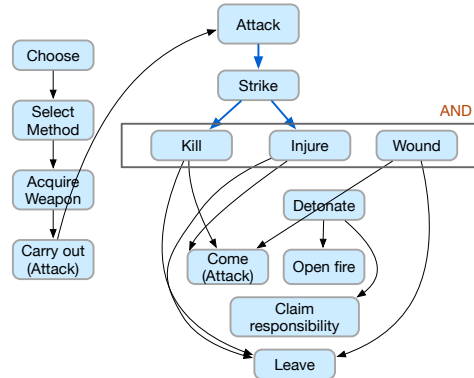 Attack
Choose
Strike
Select
Method
AND
Kill
Injure
Wound
Acquire
Weapon
Detonate
Carry out
(Attack)
Come
(Attack)
Open fire
Claim
responsibility
Leave